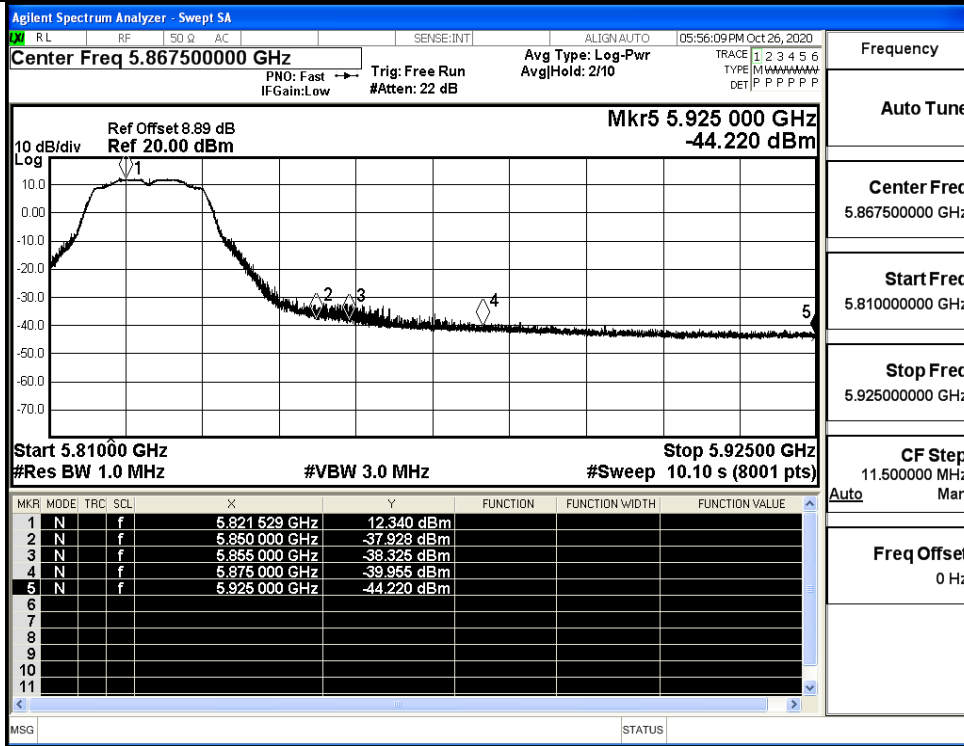 Agilent Spectrum Analyzer - Swept SA
LXI RL RF 50 Ω AC SENSE:INT ALIGN AUTO 05:56:09 PM Oct 26, 2020
Center Freq 5.867500000 GHz
PNO: Fast
IFGain:Low
Trig: Free Run
#Atten: 22 dB
Avg Type: Log-Pwr
Avg|Hold: 2/10
TRACE 1 2 3 4 5 6
TYPE M
DET P P P P P P
Frequency
Auto Tune
Center Freq
5.867500000 GHz
Start Freq
5.810000000 GHz
Stop Freq
5.925000000 GHz
CF Step
11.500000 MHz
Auto Man
Freq Offset
0 Hz
Mkr5 5.925 000 GHz
-44.220 dBm
Ref Offset 8.89 dB
10 dB/div Ref 20.00 dBm
Log
10.0
0.00
-10.0
-20.0
-30.0
-40.0
-50.0
-60.0
-70.0
1
2
3
4
5
Start 5.81000 GHz Stop 5.92500 GHz
#Res BW 1.0 MHz #VBW 3.0 MHz #Sweep 10.10 s (8001 pts)
MKR MODE TRC SCL X Y FUNCTION FUNCTION WIDTH FUNCTION VALUE
1 N f 5.821 529 GHz 12.340 dBm
2 N f 5.850 000 GHz -37.928 dBm
3 N f 5.855 000 GHz -38.325 dBm
4 N f 5.875 000 GHz -39.955 dBm
5 N f 5.925 000 GHz -44.220 dBm
6
7
8
9
10
11
MSG STATUS